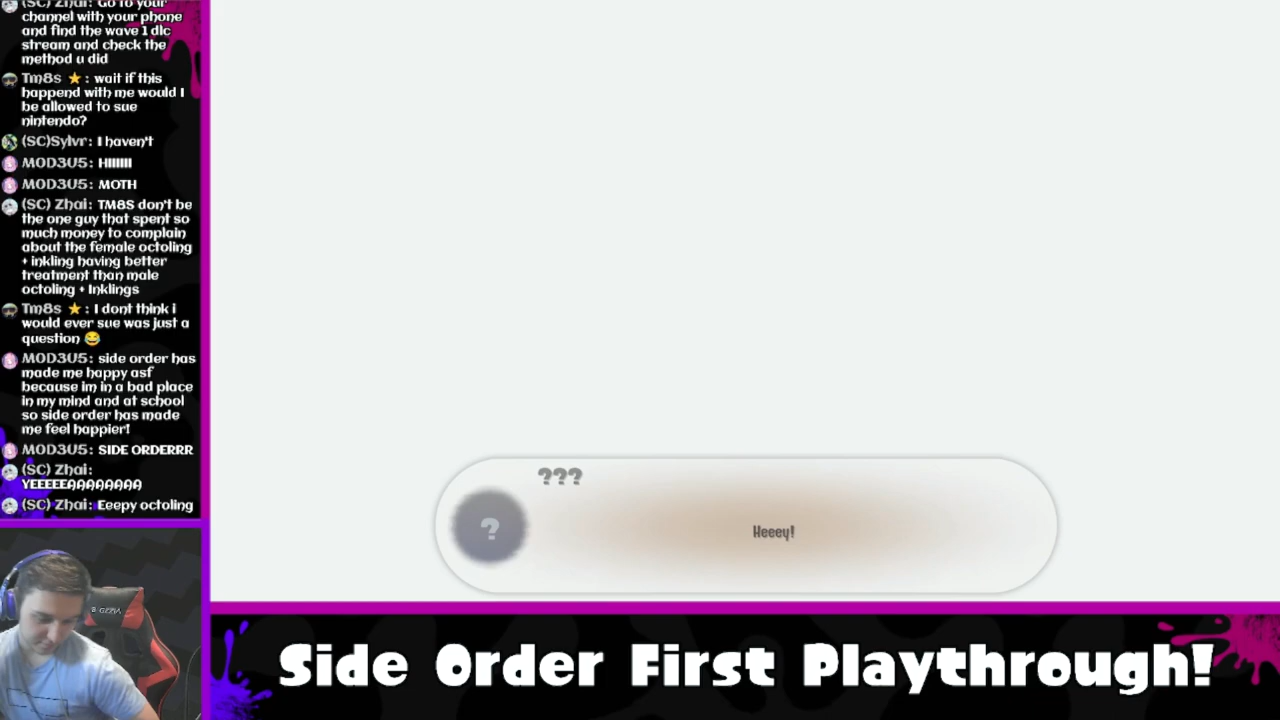 (SC) Zhai: Go to your
channel with your phone
and find the wave 1 dlc
stream and check the
method u did
Tm8s ⭐: wait if this
happend with me would I
be allowed to sue
nintendo?
(SC)Sylvr: I haven't
M0D3U5: HIIIIIII
M0D3U5: MOTH
(SC) Zhai: TM8S don't be
the one guy that spent so
much money to complain
about the female octoling
+ inkling having better
treatment than male
octoling + Inklings
Tm8s ⭐: I dont think i
would ever sue was just a
question 😂
M0D3U5: side order has
made me happy asf
because im in a bad place
in my mind and at school
so side order has made
me feel happier!
M0D3U5: SIDE ORDERRR
(SC) Zhai:
YEEEEEAAAAAAAA
(SC) Zhai: Eeepy octoling
???
?
Heeey!
Side Order First Playthrough!